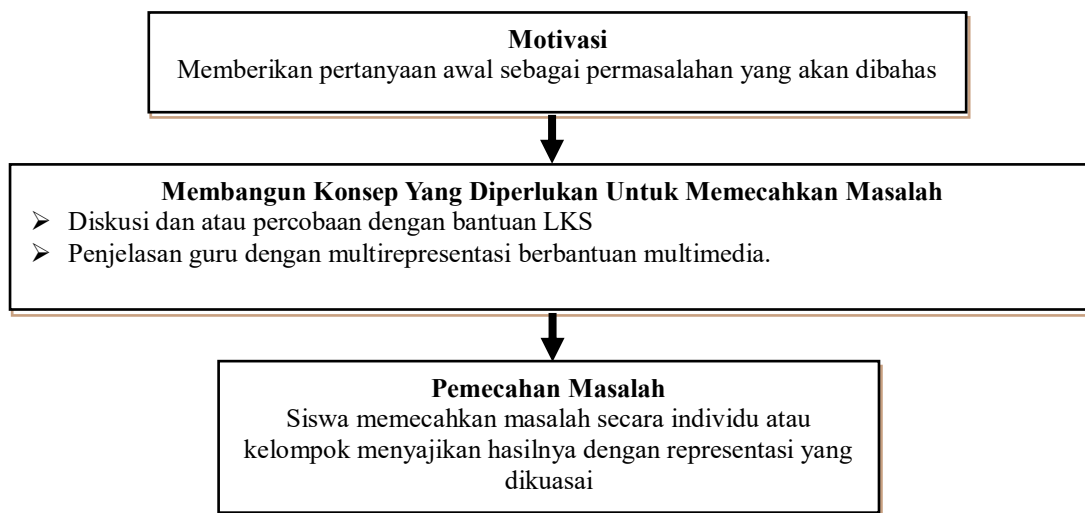 Motivasi
Memberikan pertanyaan awal sebagai permasalahan yang akan dibahas
Membangun Konsep Yang Diperlukan Untuk Memecahkan Masalah
➢ Diskusi dan atau percobaan dengan bantuan LKS
➢ Penjelasan guru dengan multirepresentasi berbantuan multimedia.
Pemecahan Masalah
Siswa memecahkan masalah secara individu atau
kelompok menyajikan hasilnya dengan representasi yang
dikuasai